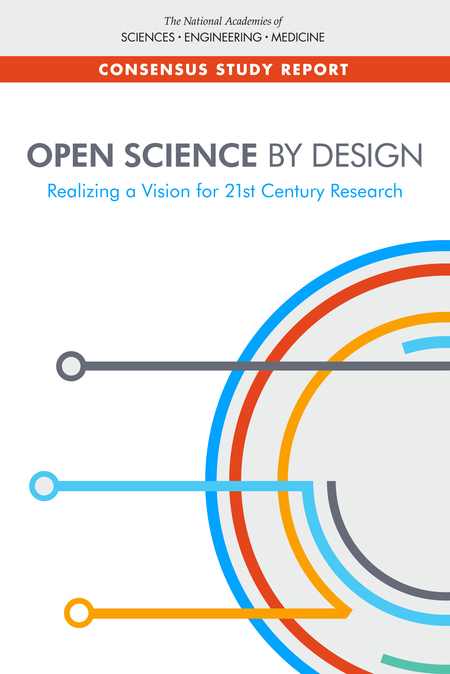 The National Academies of
SCIENCES · ENGINEERING · MEDICINE
CONSENSUS STUDY REPORT
OPEN SCIENCE BY DESIGN
Realizing a Vision for 21st Century Research